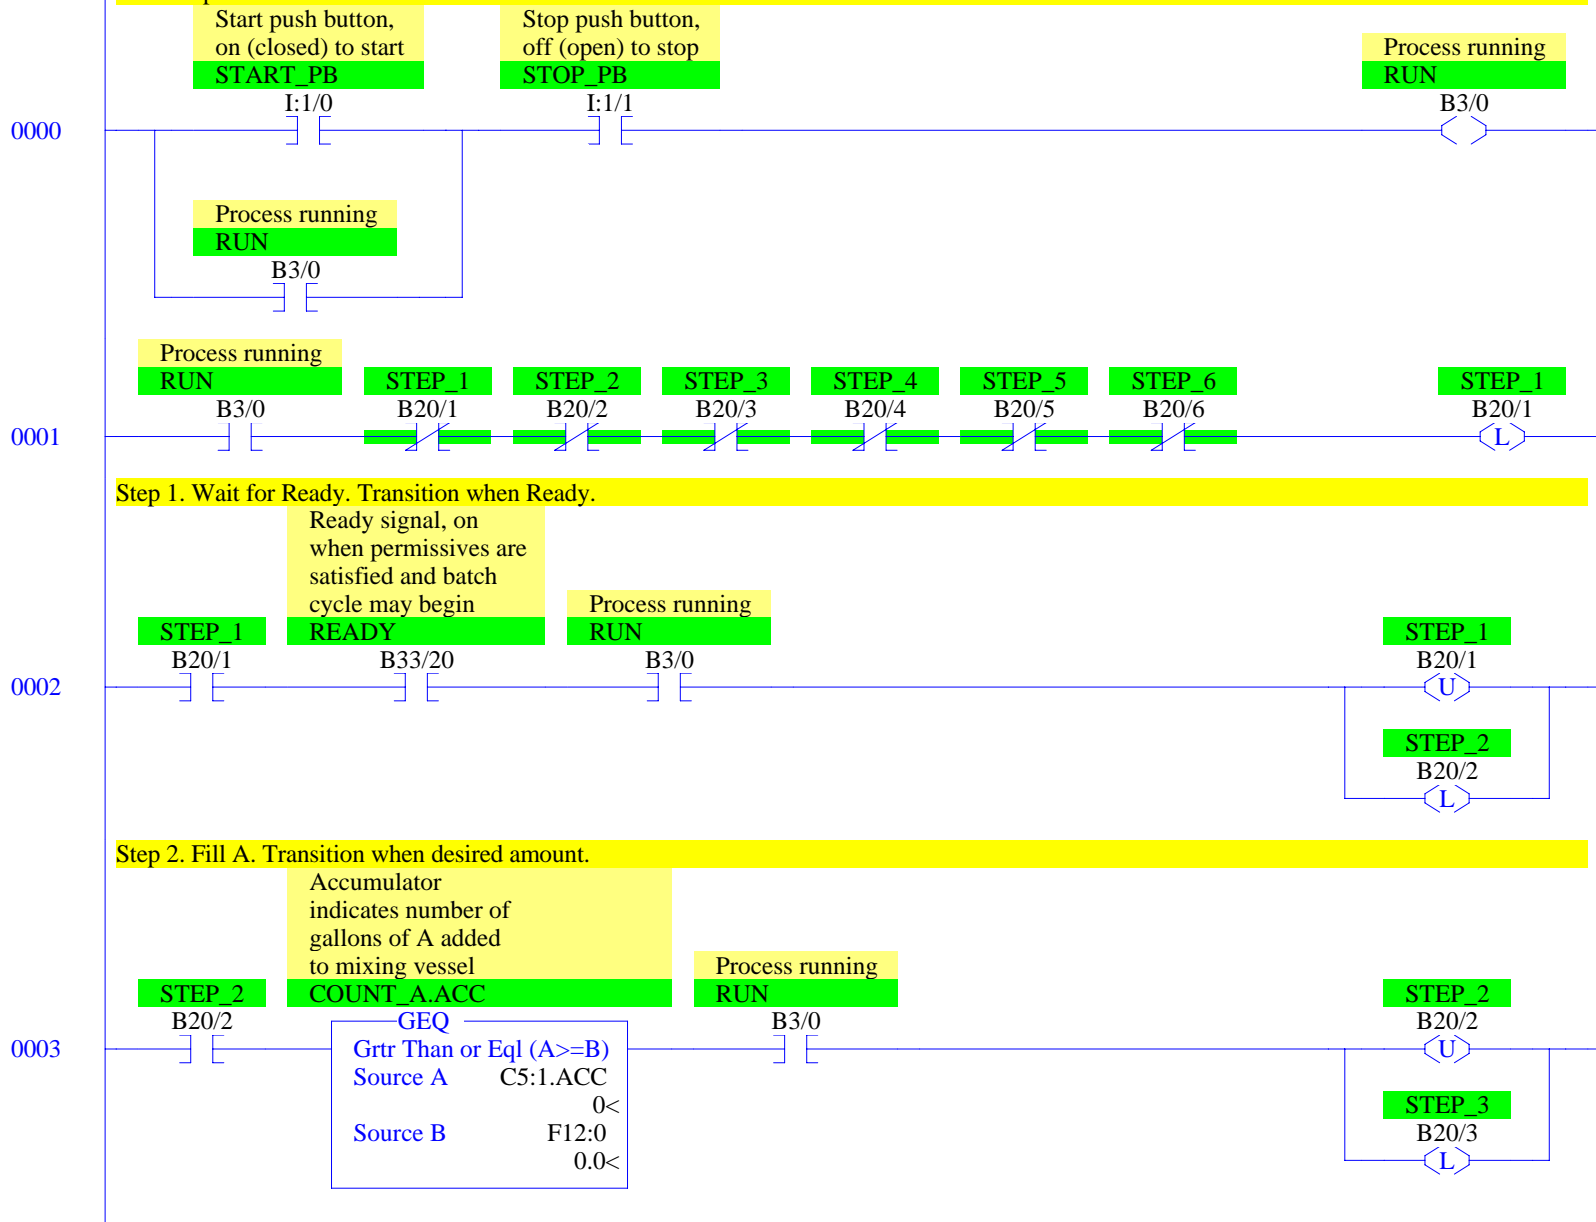 Start push button,
on (closed) to start
START_PB
I:1/0
Stop push button,
off (open) to stop
STOP_PB
I:1/1
Process running
RUN
B3/0
0000
Process running
RUN
B3/0
Process running
RUN
B3/0
STEP_1
B20/1
STEP_2
B20/2
STEP_3
B20/3
STEP_4
B20/4
STEP_5
B20/5
STEP_6
B20/6
STEP_1
B20/1
L
0001
Step 1. Wait for Ready. Transition when Ready.
Ready signal, on
when permissives are
satisfied and batch
cycle may begin
READY
B33/20
STEP_1
B20/1
Process running
RUN
B3/0
STEP_1
B20/1
U
0002
STEP_2
B20/2
L
Step 2. Fill A. Transition when desired amount.
Accumulator
indicates number of
gallons of A added
to mixing vessel
COUNT_A.ACC
STEP_2
B20/2
GEQ
Grtr Than or Eql (A>=B)
Source A C5:1.ACC
0<
Source B F12:0
0.0<
Process running
RUN
B3/0
STEP_2
B20/2
U
0003
STEP_3
B20/3
L